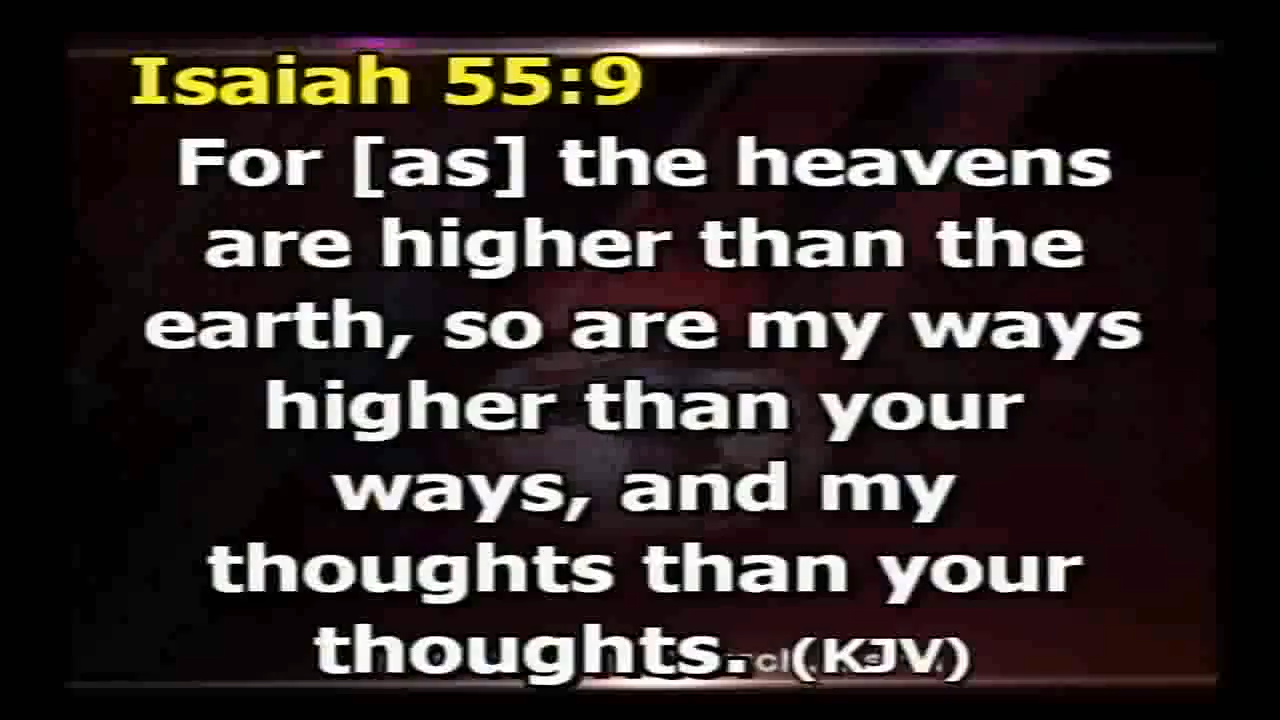 Isaiah 55:9
For [as] the heavens
are higher than the
earth, so are my ways
higher than your
ways, and my
thoughts than your
thoughts. (KJV)